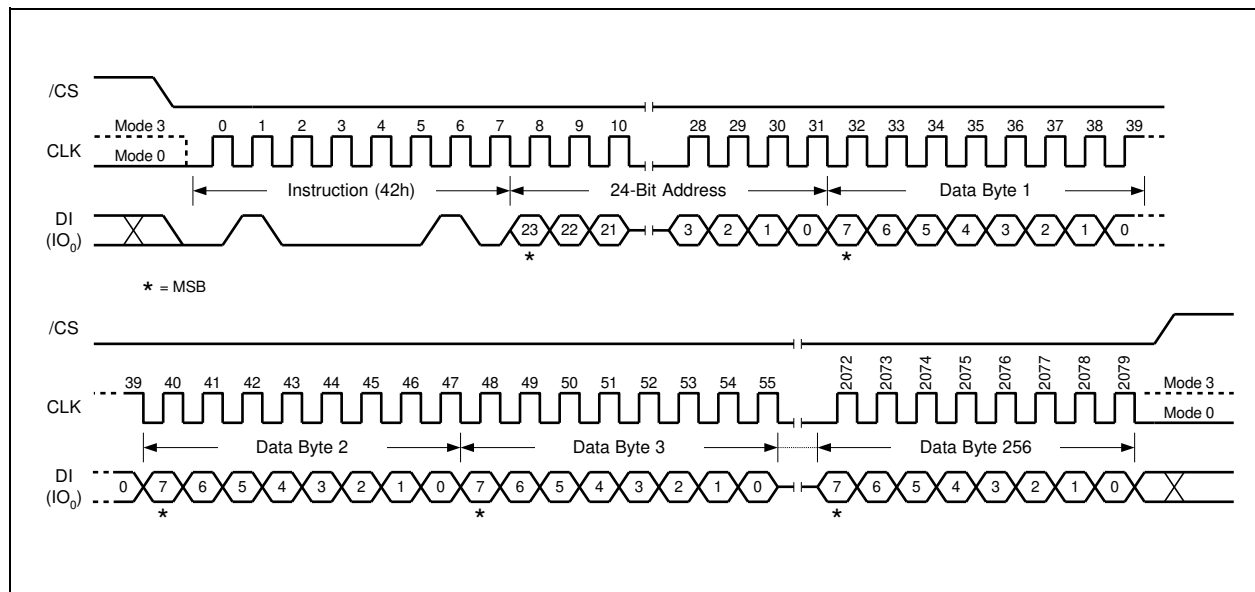 /CS
Mode 3 0 1 2 3 4 5 6 7 8 9 10 28 29 30 31 32 33 34 35 36 37 38 39
CLK
Mode 0
Instruction (42h) 24-Bit Address Data Byte 1
DI
(IO0) 23 22 21 3 2 1 0 7 6 5 4 3 2 1 0
* *
* = MSB
/CS
39 40 41 42 43 44 45 46 47 48 49 50 51 52 53 54 55 2072 2073 2074 2075 2076 2077 2078 2079
Mode 3
CLK
Mode 0
Data Byte 2 Data Byte 3 Data Byte 256
DI
(IO0) 0 7 6 5 4 3 2 1 0 7 6 5 4 3 2 1 0 7 6 5 4 3 2 1 0
* * *